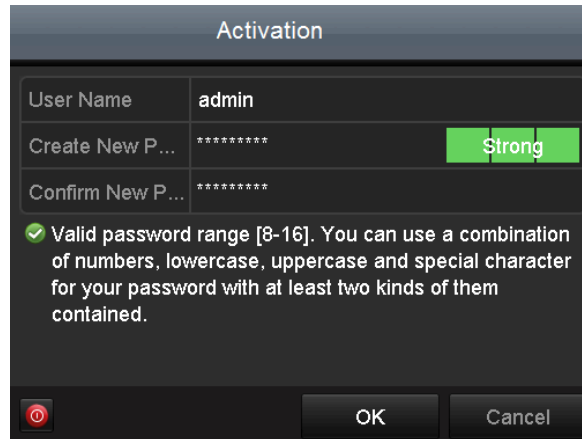 Activation
User Name admin
Create New P... ********* Strong
Confirm New P... *********
Valid password range [8-16]. You can use a combination
of numbers, lowercase, uppercase and special character
for your password with at least two kinds of them
contained.
OK Cancel